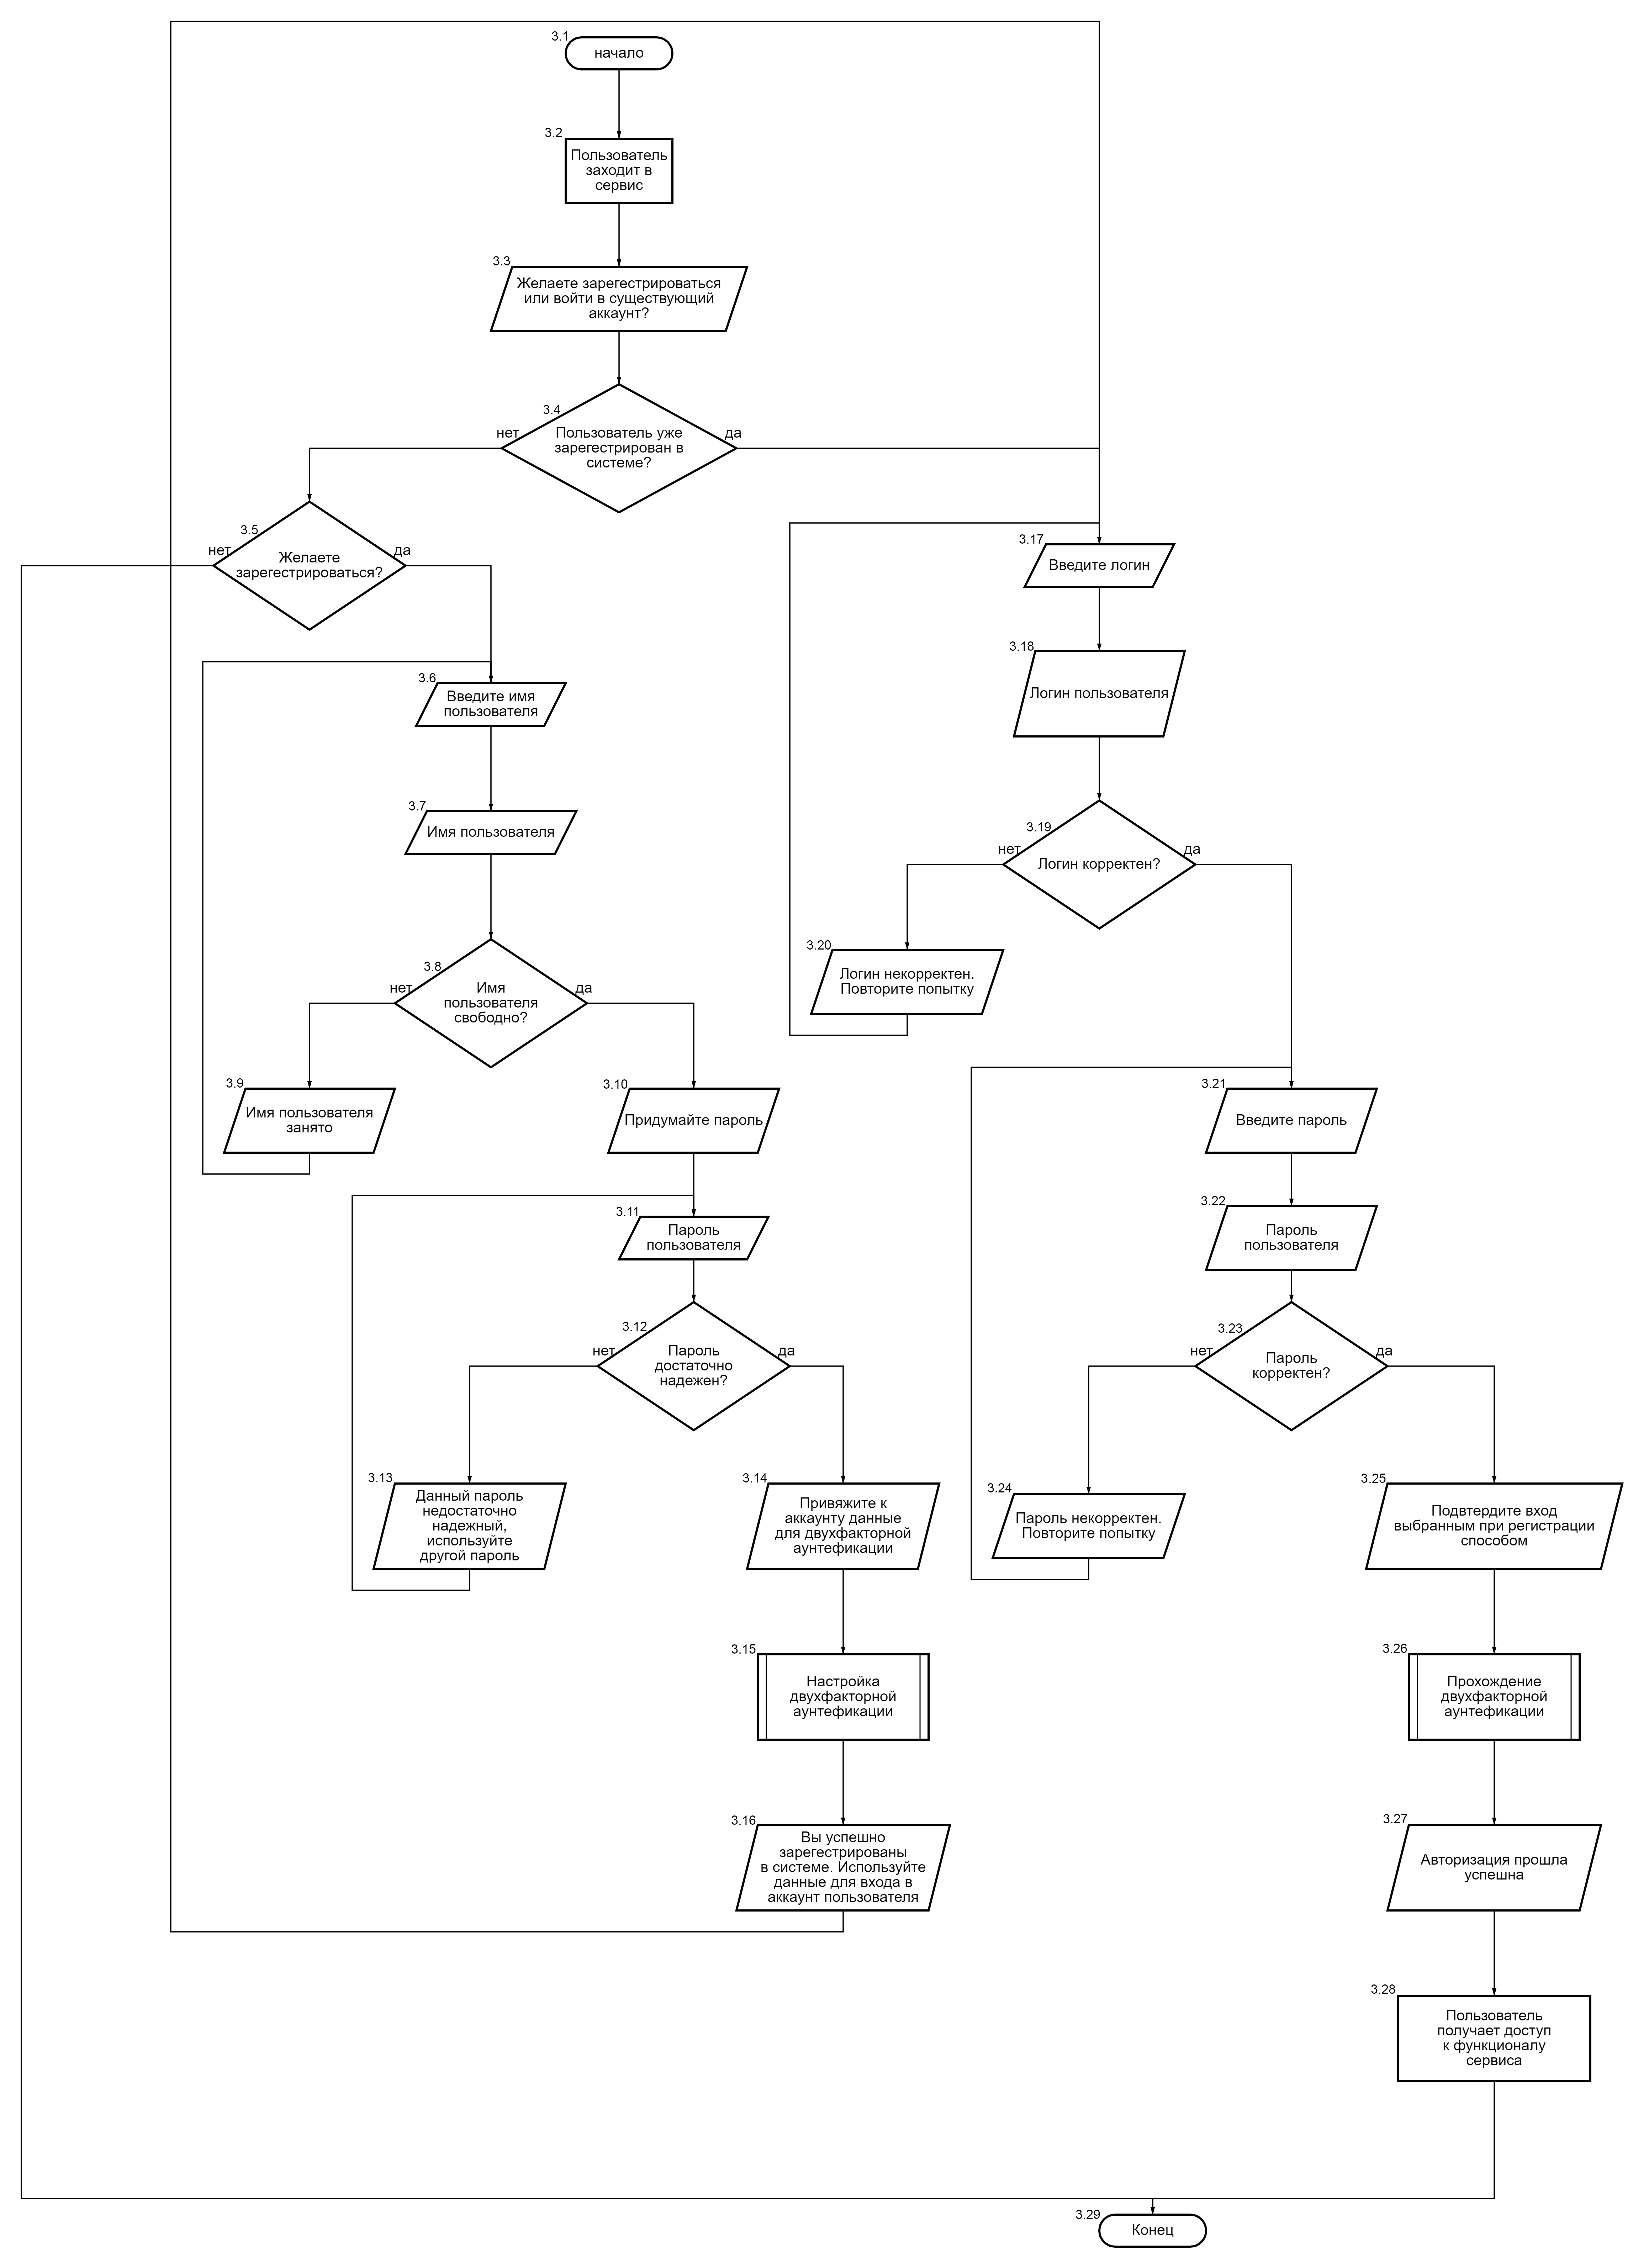 3.1
начало
3.2
Пользователь
заходит в
сервис
3.3
Желаете зарегестрироваться
или войти в существующий
аккаунт?
3.4
нет
да
Пользователь уже
зарегестрирован в
системе?
3.5
нет
да
Желаете
зарегестрироваться?
3.6
Введите имя
пользователя
3.7
Имя пользователя
3.8
нет
да
Имя
пользователя
свободно?
3.9
Имя пользователя
занято
3.10
Придумайте пароль
3.11
Пароль
пользователя
3.12
нет
да
Пароль
достаточно
надежен?
3.13
Данный пароль
недостаточно
надежный,
используйте
другой пароль
3.14
Привяжите к
аккаунту данные
для двухфакторной
аунтефикации
3.15
Настройка
двухфакторной
аунтефикации
3.16
Вы успешно
зарегестрированы
в системе. Используйте
данные для входа в
аккаунт пользователя
3.17
Введите логин
3.18
Логин пользователя
3.19
нет
да
Логин корректен?
3.20
Логин некорректен.
Повторите попытку
3.21
Введите пароль
3.22
Пароль
пользователя
3.23
нет
да
Пароль
корректен?
3.24
Пароль некорректен.
Повторите попытку
3.25
Подвтердите вход
выбранным при регистрации
способом
3.26
Прохождение
двухфакторной
аунтефикации
3.27
Авторизация прошла
успешна
3.28
Пользователь
получает доступ
к функционалу
сервиса
3.29
Конец